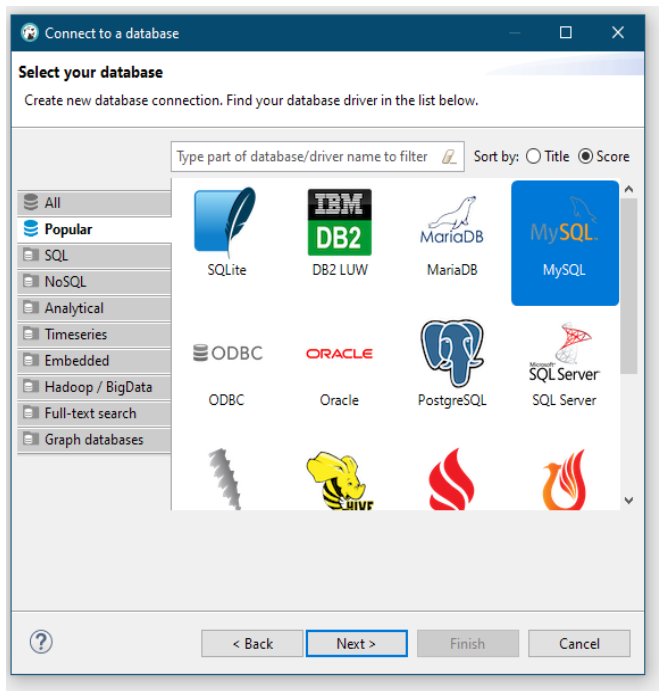 Connect to a database
Select your database
Create new database connection. Find your database driver in the list below.
Type part of database/driver name to filter
Sort by: Title Score
All
Popular
SQL
NoSQL
Analytical
Timeseries
Embedded
Hadoop / BigData
Full-text search
Graph databases
IBM
DB2
MariaDB
MySQL
SQLite
DB2 LUW
MariaDB
MySQL
ODBC
ORACLE
Microsoft
SQL Server
ODBC
Oracle
PostgreSQL
SQL Server
HIVE
?
< Back
Next >
Finish
Cancel